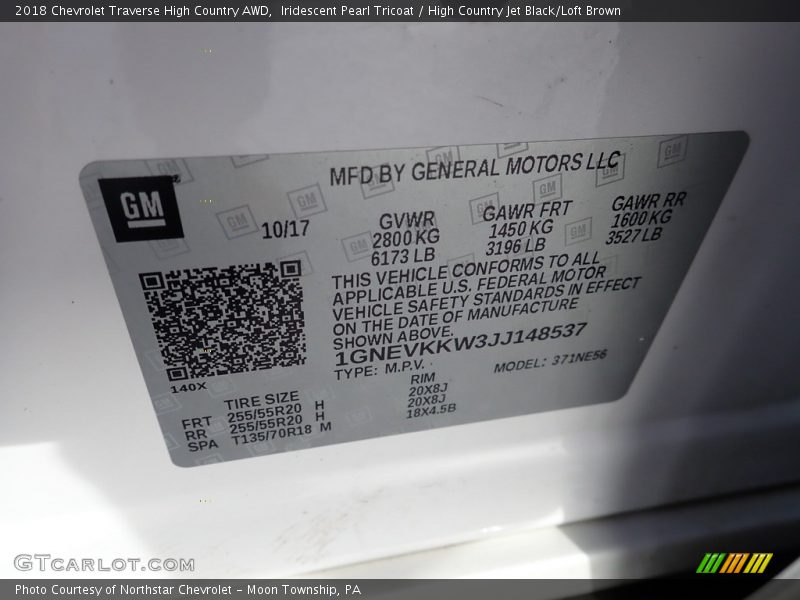 2018 Chevrolet Traverse High Country AWD,  Iridescent Pearl Tricoat / High Country Jet Black/Loft Brown
MFD BY GENERAL MOTORS LLC
GM
10/17
GVWR GAWR FRT GAWR RR
2800 KG 1450 KG 1600 KG
6173 LB 3196 LB 3527 LB
THIS VEHICLE CONFORMS TO ALL
APPLICABLE U.S. FEDERAL MOTOR
VEHICLE SAFETY STANDARDS IN EFFECT
ON THE DATE OF MANUFACTURE
SHOWN ABOVE.
1GNEVKKW3JJ148537
TYPE: M.P.V. MODEL: 371NE56
140X
TIRE SIZE RIM
FRT 255/55R20 H 20X8J
RR 255/55R20 H 20X8J
SPA T135/70R18 M 18X4.5B
GTCARLOT.COM
Photo Courtesy of Northstar Chevrolet - Moon Township, PA